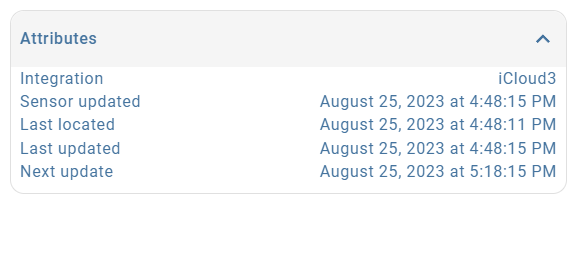 Attributes
Integration iCloud3
Sensor updated August 25, 2023 at 4:48:15 PM
Last located August 25, 2023 at 4:48:11 PM
Last updated August 25, 2023 at 4:48:15 PM
Next update August 25, 2023 at 5:18:15 PM